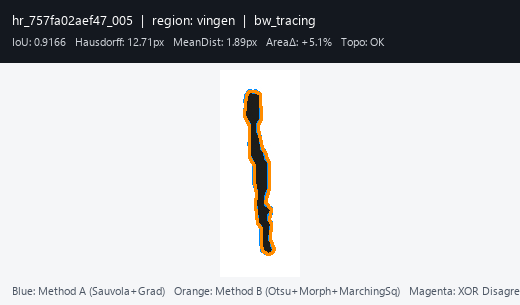 hr_757fa02aef47_005 | region: vingen | bw_tracing
IoU: 0.9166 Hausdorff: 12.71px MeanDist: 1.89px AreaΔ: +5.1% Topo: OK
Blue: Method A (Sauvola+Grad) Orange: Method B (Otsu+Morph+MarchingSq) Magenta: XOR Disagre